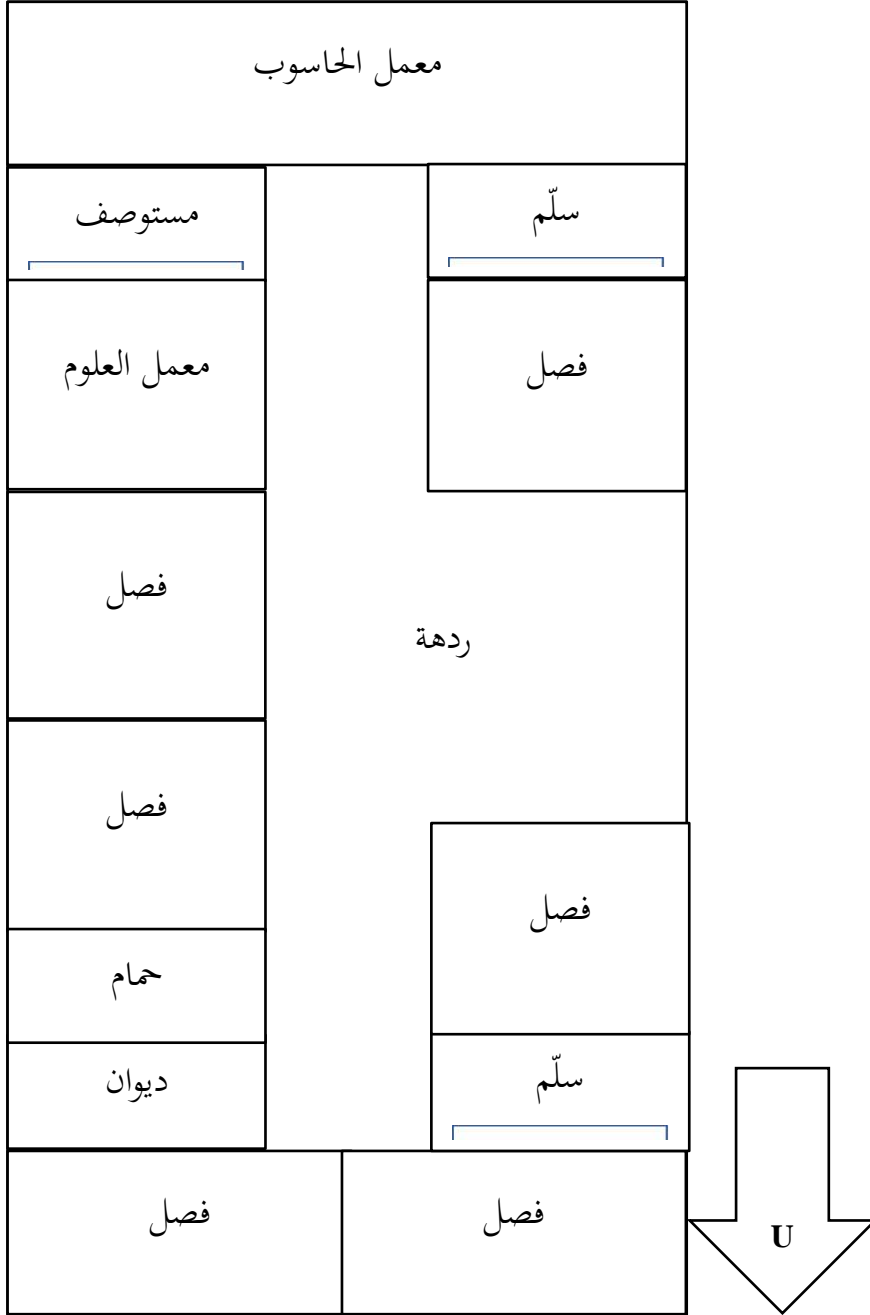 معمل الحاسوب
سلّم
مستوصف
فصل
معمل العلوم
فصل
ردهة
فصل
فصل
حمام
سلّم
ديوان
فصل
فصل
U